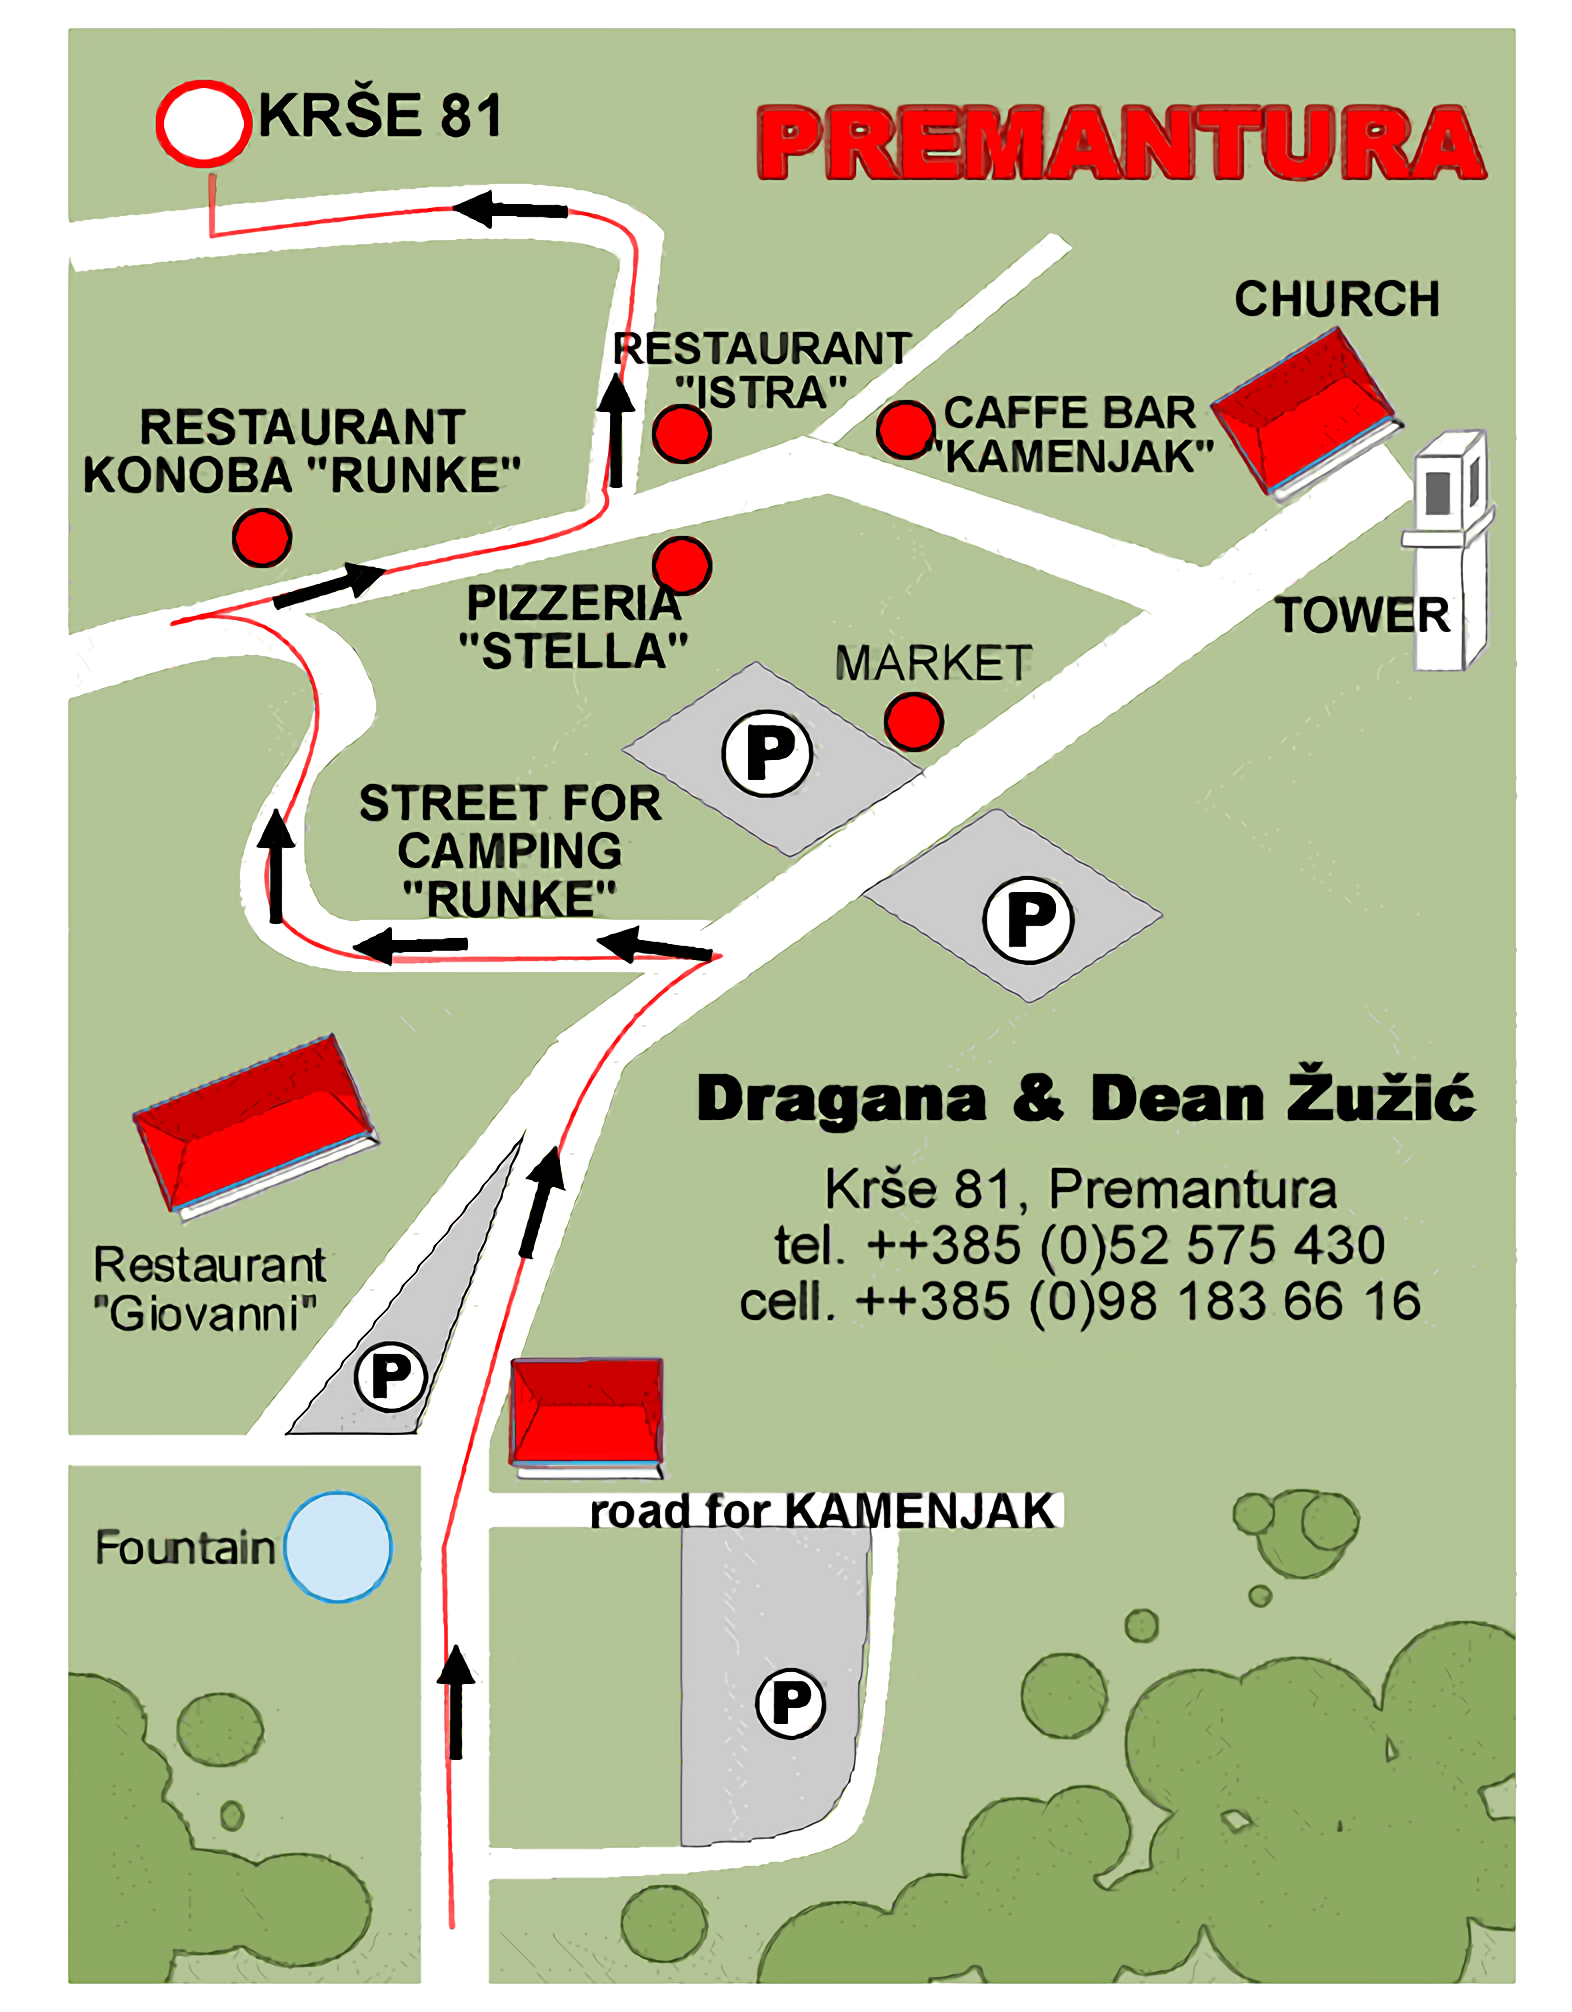 KRŠE 81
PREMANTURA
CHURCH
RESTAURANT
"ISTRA"
CAFFE BAR
"KAMENJAK"
RESTAURANT
KONOBA "RUNKE"
TOWER
PIZZERIA
"STELLA"
MARKET
P
STREET FOR
CAMPING
"RUNKE"
P
Dragana & Dean Žužić
Krše 81, Premantura
tel. ++385 (0)52 575 430
cell. ++385 (0)98 183 66 16
Restaurant
"Giovanni"
P
road for KAMENJAK
Fountain
P